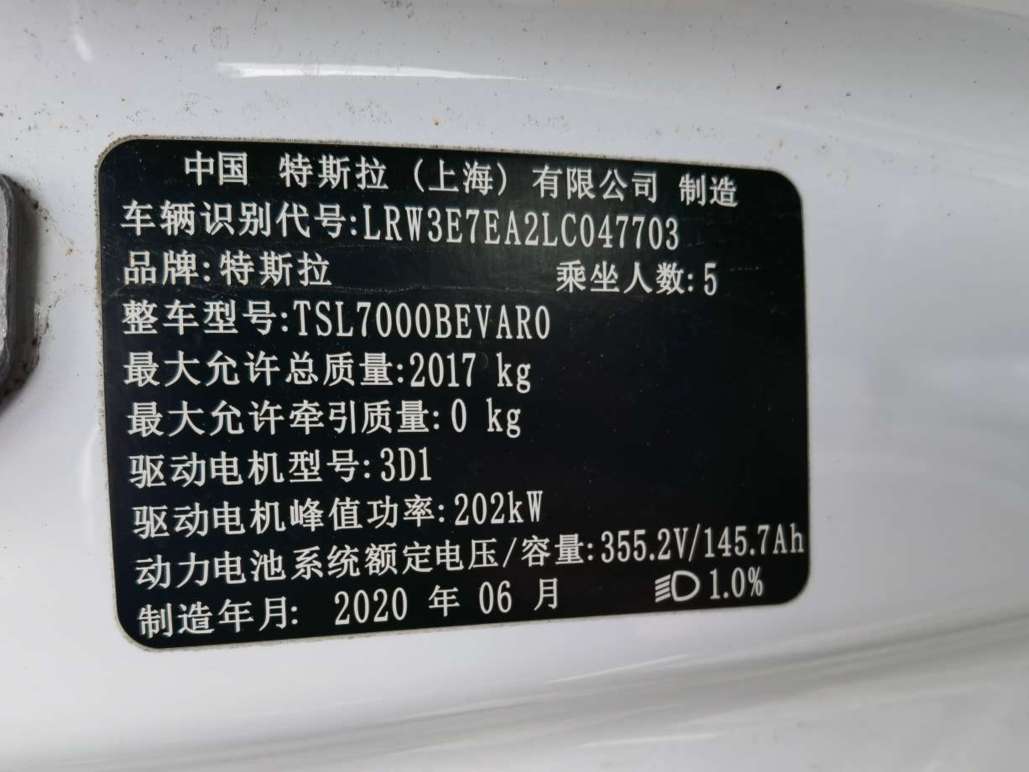 中国 特斯拉（上海）有限公司 制造
车辆识别代号:LRW3E7EA2LC047703
品牌:特斯拉 乘坐人数:5
整车型号:TSL7000BEVAR0
最大允许总质量:2017 kg
最大允许牵引质量:0 kg
驱动电机型号:3D1
驱动电机峰值功率:202kW
动力电池系统额定电压/容量:355.2V/145.7Ah
制造年月: 2020 年 06 月 1.0%